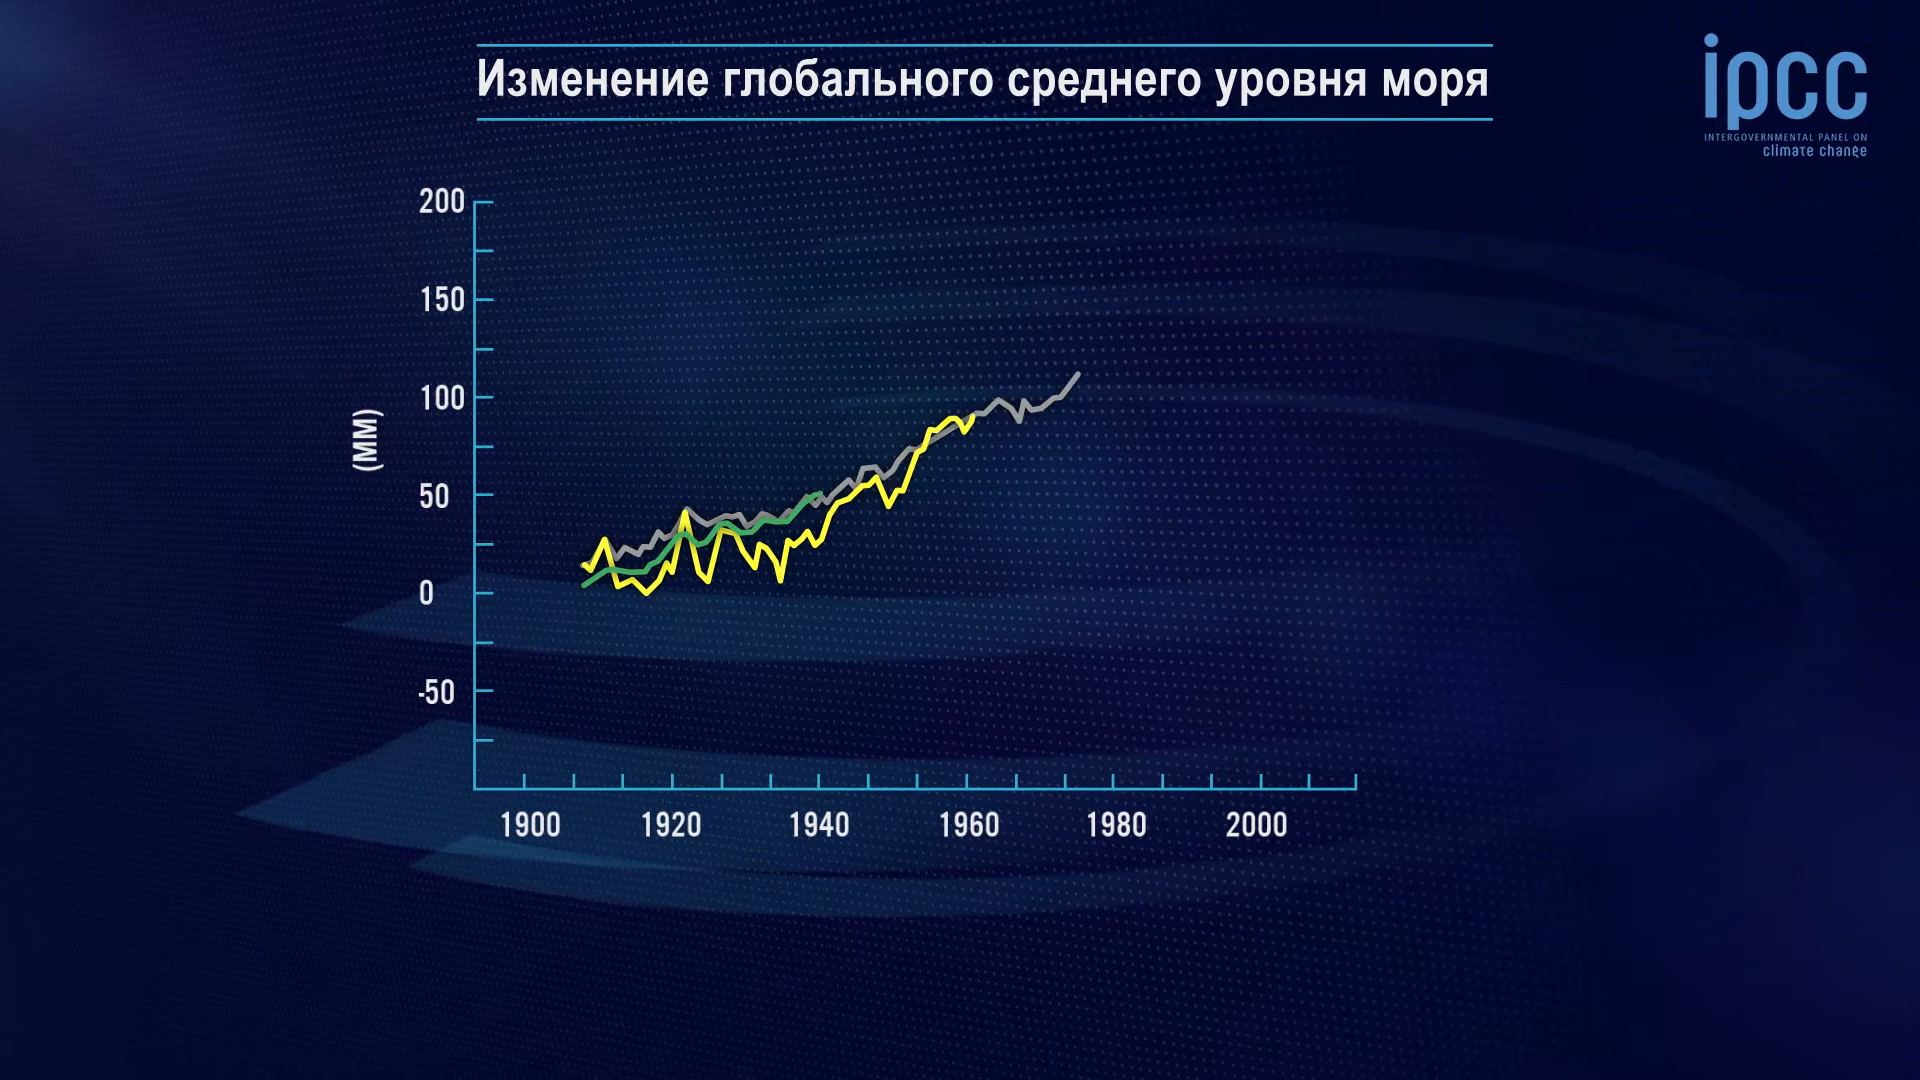 Изменение глобального среднего уровня моря
ipcc
INTERGOVERNMENTAL PANEL ON
climate change
200
150
100
50
0
-50
(ММ)
1900 1920 1940 1960 1980 2000